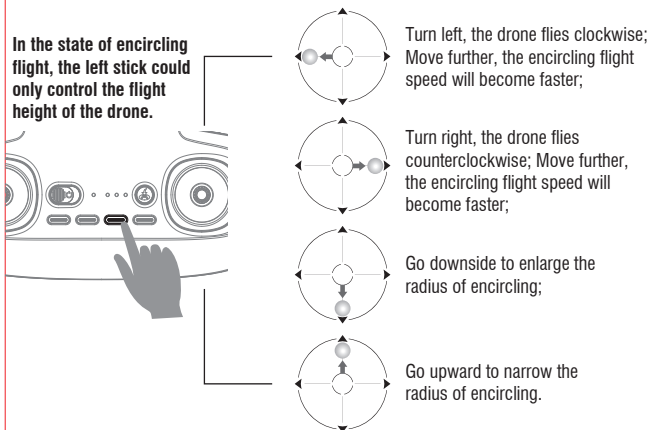 In the state of encircling
flight, the left stick could
only control the flight
height of the drone.
Turn left, the drone flies clockwise;
Move further, the encircling flight
speed will become faster;
Turn right, the drone flies
counterclockwise; Move further,
the encircling flight speed will
become faster;
Go downside to enlarge the
radius of encircling;
Go upward to narrow the
radius of encircling.